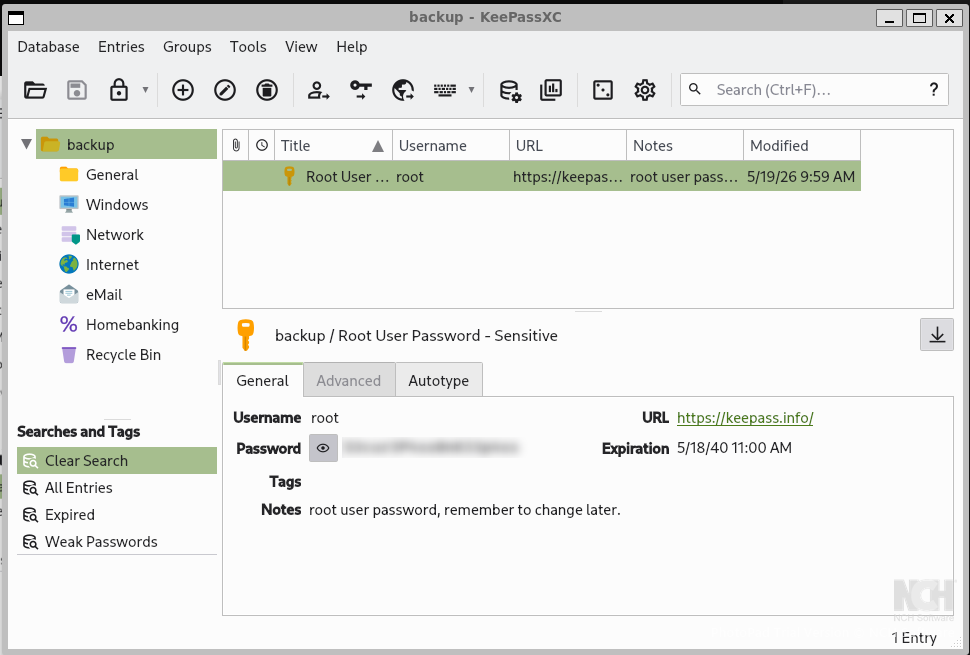 backup - KeePassXC
Database Entries Groups Tools View Help
Search (Ctrl+F)... ?
backup
General
Windows
Network
Internet
eMail
Homebanking
Recycle Bin
Searches and Tags
Clear Search
All Entries
Expired
Weak Passwords
Title Username URL Notes Modified
Root User ... root https://keepas... root user pass... 5/19/26 9:59 AM
backup / Root User Password - Sensitive
General Advanced Autotype
Username root URL https://keepass.info/
Password Expiration 5/18/40 11:00 AM
Tags
Notes root user password, remember to change later.
NCH
NCH Software
1 Entry